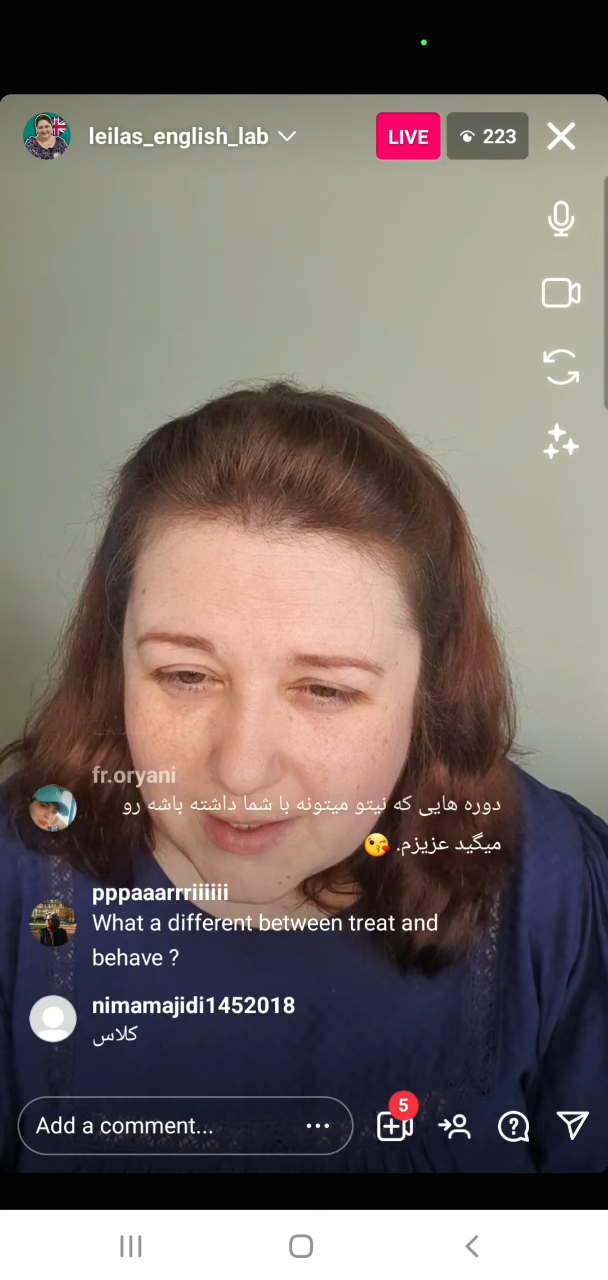 leilas_english_lab
LIVE
223
fr.oryani
دوره هایی که نیتو میتونه با شما داشته باشه رو
میگید عزیزم. 😘
pppaaarrriiiiii
What a different between treat and
behave ?
nimamajidi1452018
کلاس
5
Add a comment...